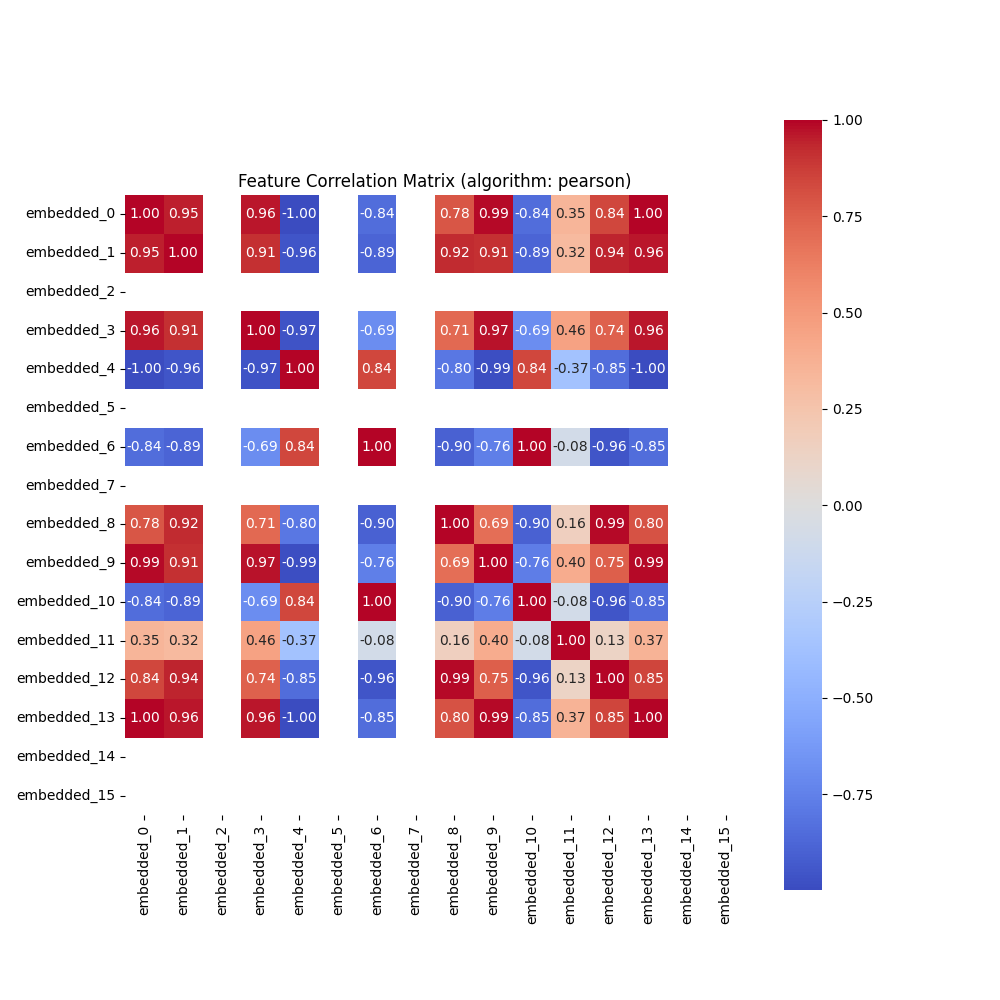 Feature Correlation Matrix (algorithm: pearson)
embedded_0 1.00 0.95 0.96 -1.00 -0.84 0.78 0.99 -0.84 0.35 0.84 1.00
embedded_1 0.95 1.00 0.91 -0.96 -0.89 0.92 0.91 -0.89 0.32 0.94 0.96
embedded_2
embedded_3 0.96 0.91 1.00 -0.97 -0.69 0.71 0.97 -0.69 0.46 0.74 0.96
embedded_4 -1.00 -0.96 -0.97 1.00 0.84 -0.80 -0.99 0.84 -0.37 -0.85 -1.00
embedded_5
embedded_6 -0.84 -0.89 -0.69 0.84 1.00 -0.90 -0.76 1.00 -0.08 -0.96 -0.85
embedded_7
embedded_8 0.78 0.92 0.71 -0.80 -0.90 1.00 0.69 -0.90 0.16 0.99 0.80
embedded_9 0.99 0.91 0.97 -0.99 -0.76 0.69 1.00 -0.76 0.40 0.75 0.99
embedded_10 -0.84 -0.89 -0.69 0.84 1.00 -0.90 -0.76 1.00 -0.08 -0.96 -0.85
embedded_11 0.35 0.32 0.46 -0.37 -0.08 0.16 0.40 -0.08 1.00 0.13 0.37
embedded_12 0.84 0.94 0.74 -0.85 -0.96 0.99 0.75 -0.96 0.13 1.00 0.85
embedded_13 1.00 0.96 0.96 -1.00 -0.85 0.80 0.99 -0.85 0.37 0.85 1.00
embedded_14
embedded_15
embedded_0
embedded_1
embedded_2
embedded_3
embedded_4
embedded_5
embedded_6
embedded_7
embedded_8
embedded_9
embedded_10
embedded_11
embedded_12
embedded_13
embedded_14
embedded_15
1.00
0.75
0.50
0.25
0.00
−0.25
−0.50
−0.75